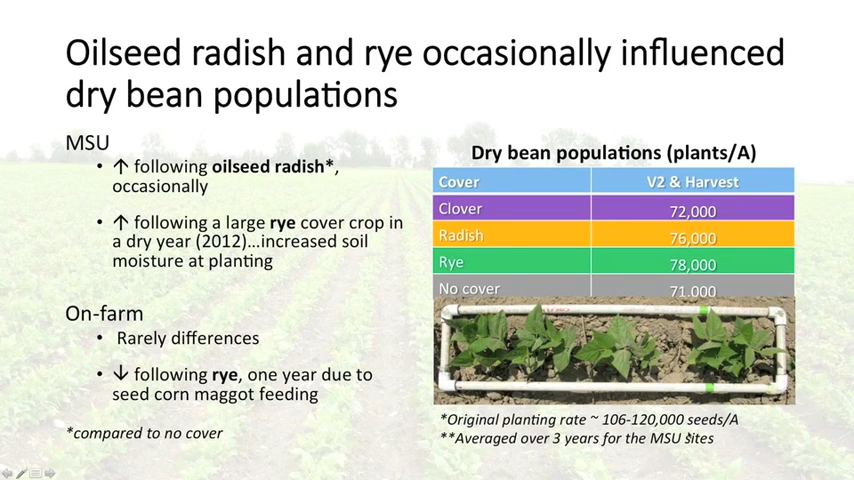 Oilseed radish and rye occasionally influenced
dry bean populations
MSU
• ↑ following oilseed radish*,
occasionally
• ↑ following a large rye cover crop in
a dry year (2012)...increased soil
moisture at planting
On-farm
• Rarely differences
• ↓ following rye, one year due to
seed corn maggot feeding
*compared to no cover
Dry bean populations (plants/A)
Cover V2 & Harvest
Clover 72,000
Radish 76,000
Rye 78,000
No cover 71,000
*Original planting rate ~ 106-120,000 seeds/A
**Averaged over 3 years for the MSU sites